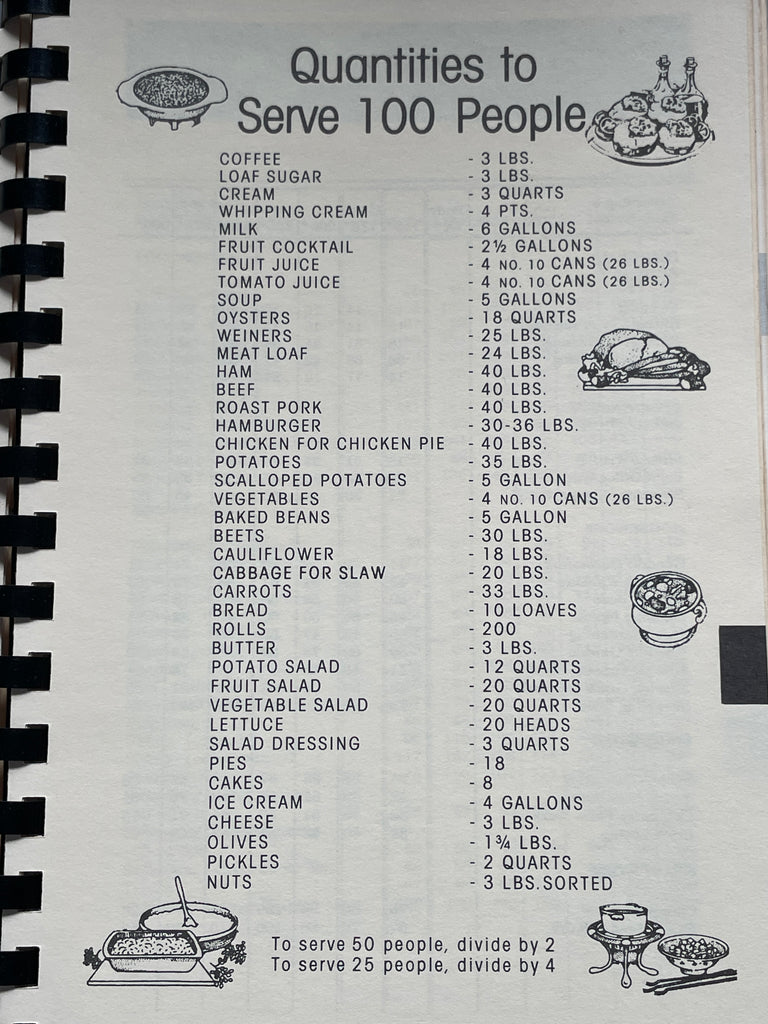 Quantities to
Serve 100 People
COFFEE - 3 LBS.
LOAF SUGAR - 3 LBS.
CREAM - 3 QUARTS
WHIPPING CREAM - 4 PTS.
MILK - 6 GALLONS
FRUIT COCKTAIL - 2½ GALLONS
FRUIT JUICE - 4 NO. 10 CANS (26 LBS.)
TOMATO JUICE - 4 NO. 10 CANS (26 LBS.)
SOUP - 5 GALLONS
OYSTERS - 18 QUARTS
WEINERS - 25 LBS.
MEAT LOAF - 24 LBS.
HAM - 40 LBS.
BEEF - 40 LBS.
ROAST PORK - 40 LBS.
HAMBURGER - 30-36 LBS.
CHICKEN FOR CHICKEN PIE - 40 LBS.
POTATOES - 35 LBS.
SCALLOPED POTATOES - 5 GALLON
VEGETABLES - 4 NO. 10 CANS (26 LBS.)
BAKED BEANS - 5 GALLON
BEETS - 30 LBS.
CAULIFLOWER - 18 LBS.
CABBAGE FOR SLAW - 20 LBS.
CARROTS - 33 LBS.
BREAD - 10 LOAVES
ROLLS - 200
BUTTER - 3 LBS.
POTATO SALAD - 12 QUARTS
FRUIT SALAD - 20 QUARTS
VEGETABLE SALAD - 20 QUARTS
LETTUCE - 20 HEADS
SALAD DRESSING - 3 QUARTS
PIES - 18
CAKES - 8
ICE CREAM - 4 GALLONS
CHEESE - 3 LBS.
OLIVES - 1¾ LBS.
PICKLES - 2 QUARTS
NUTS - 3 LBS.SORTED
To serve 50 people, divide by 2
To serve 25 people, divide by 4